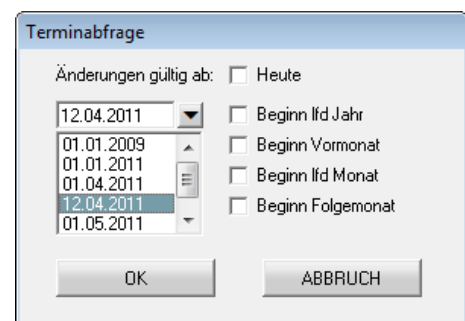 Terminabfrage
Änderungen gültig ab:
Heute
12.04.2011
Beginn lfd Jahr
01.01.2009
Beginn Vormonat
01.01.2011
01.04.2011
Beginn lfd Monat
12.04.2011
Beginn Folgemonat
01.05.2011
OK
ABBRUCH